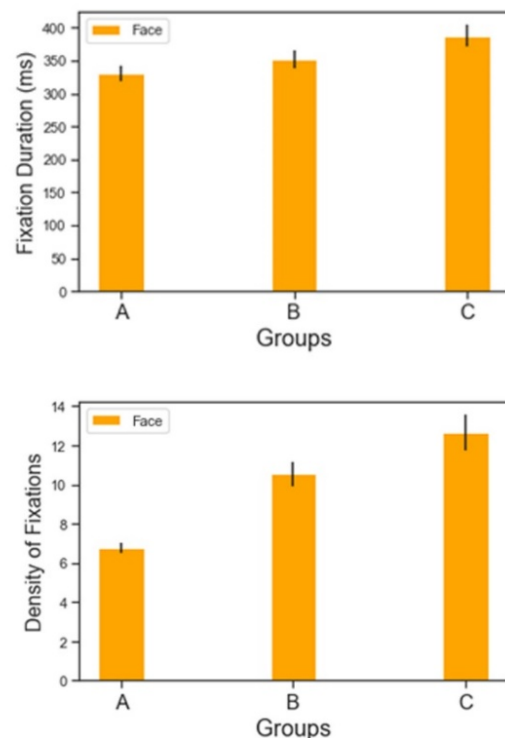 Fixation Duration (ms)
400
350
300
250
200
150
100
50
0
Face
A B C
Groups
Density of Fixations
14
12
10
8
6
4
2
0
Face
A B C
Groups